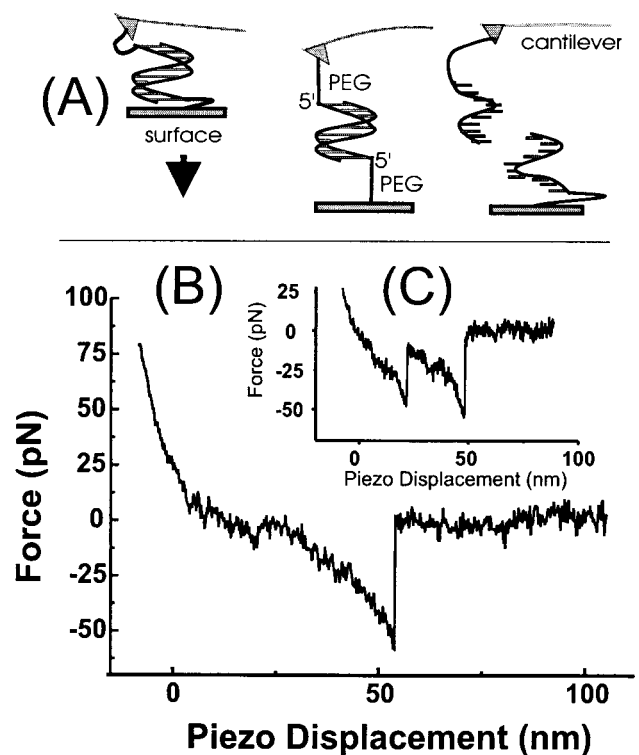 (A)
surface
PEG
5'
5'
PEG
cantilever
(B)
(C)
Force (pN)
100
75
50
25
0
-25
-50
0
50
100
Piezo Displacement (nm)
Force (pN)
25
0
-25
-50
0
50
100
Piezo Displacement (nm)